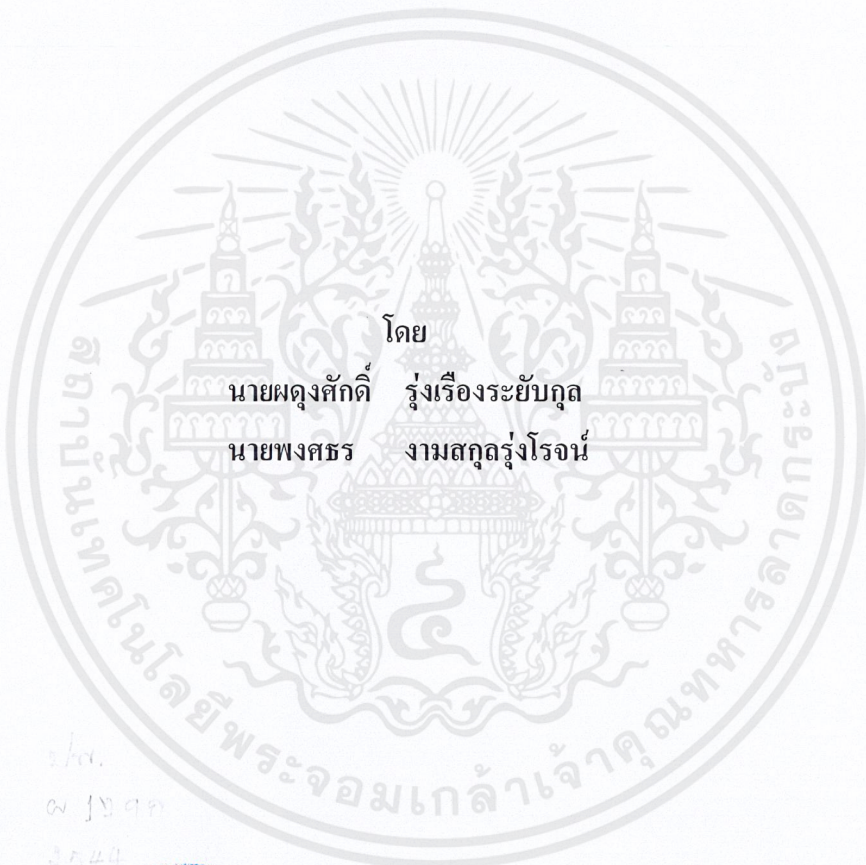 โดย
นายผดุงศักดิ์ รุ่งเรืองระยับกุล
นายพงศธร งามสกุลรุ่งโรจน์
สถาบันเทคโนโลยีพระจอมเกล้าเจ้าคุณทหารลาดกระบัง